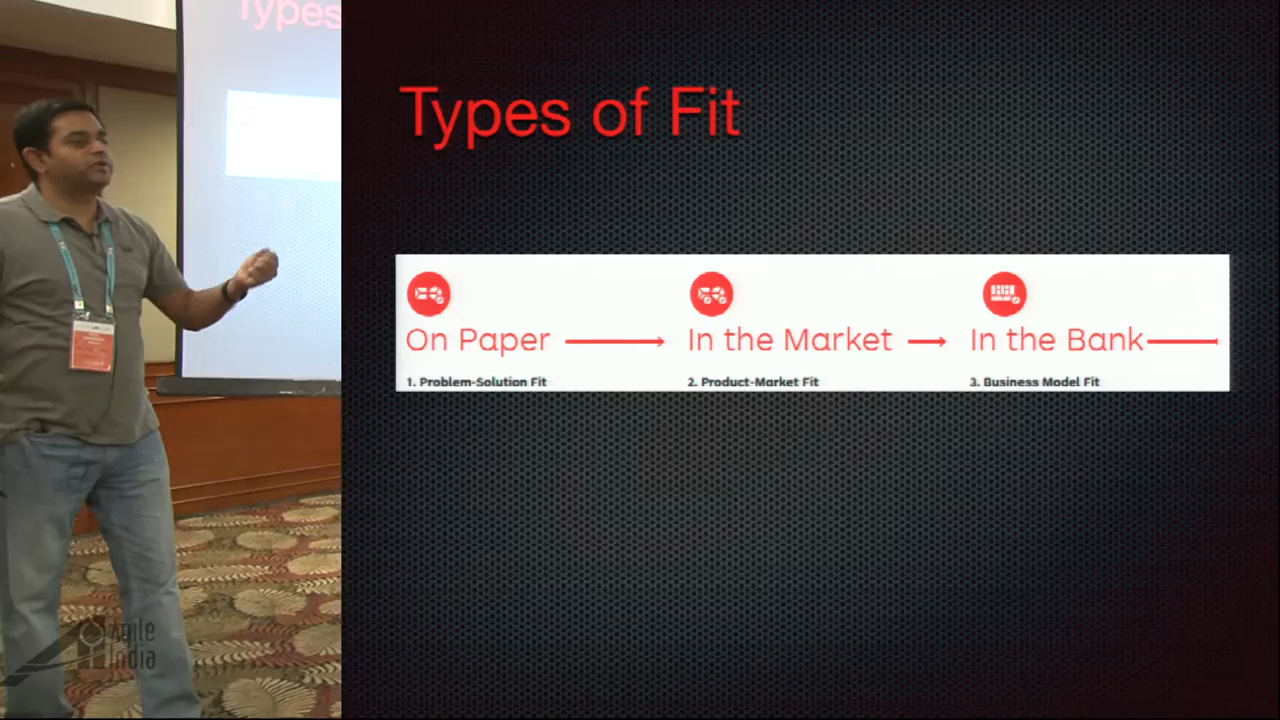 Types
Types of Fit
On Paper
In the Market
In the Bank
1. Problem-Solution Fit
2. Product-Market Fit
3. Business Model Fit
Agile
India